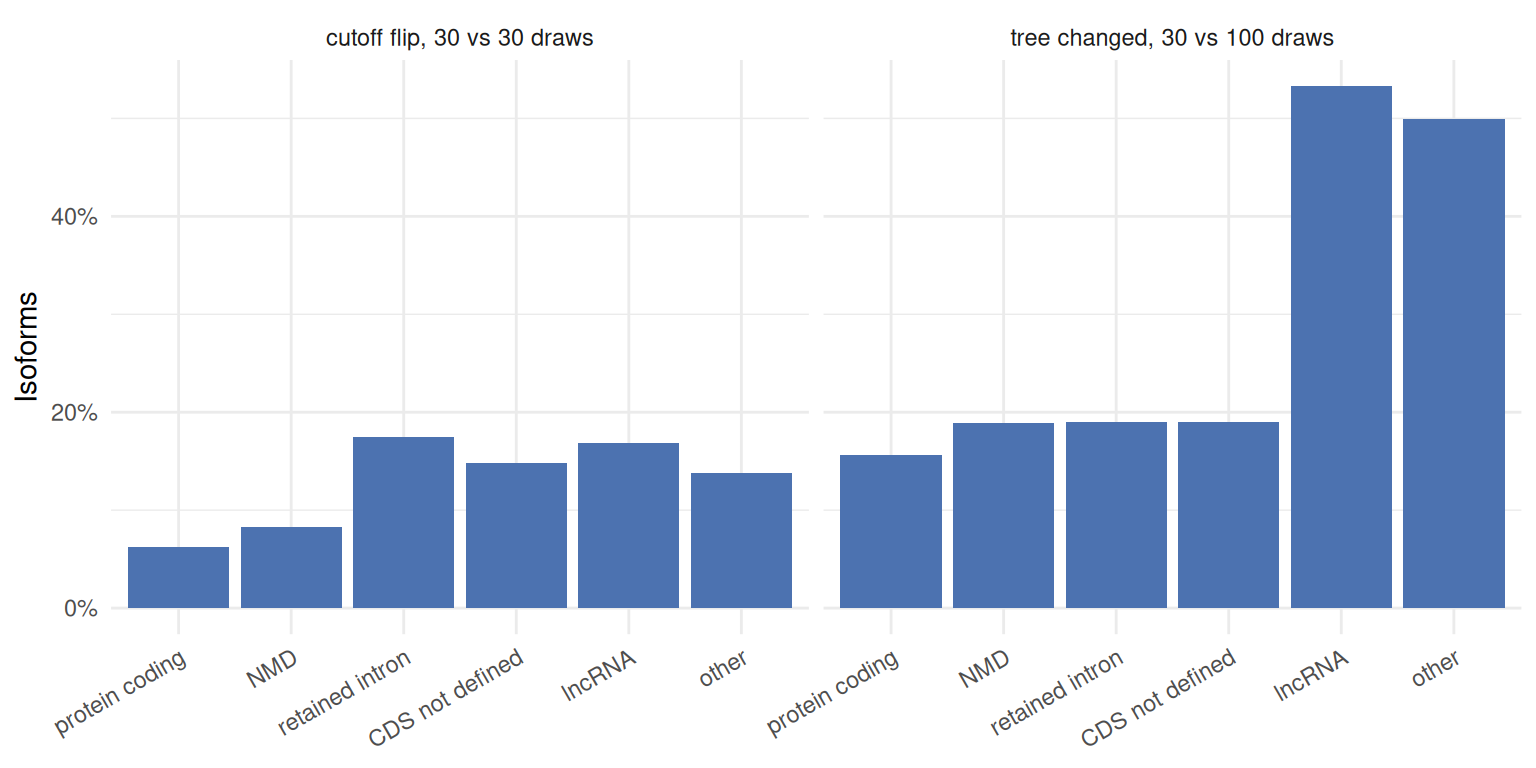 cutoff flip, 30 vs 30 draws
tree changed, 30 vs 100 draws
Isoforms
40%
20%
0%
protein coding
NMD
retained intron
CDS not defined
lncRNA
other
protein coding
NMD
retained intron
CDS not defined
lncRNA
other